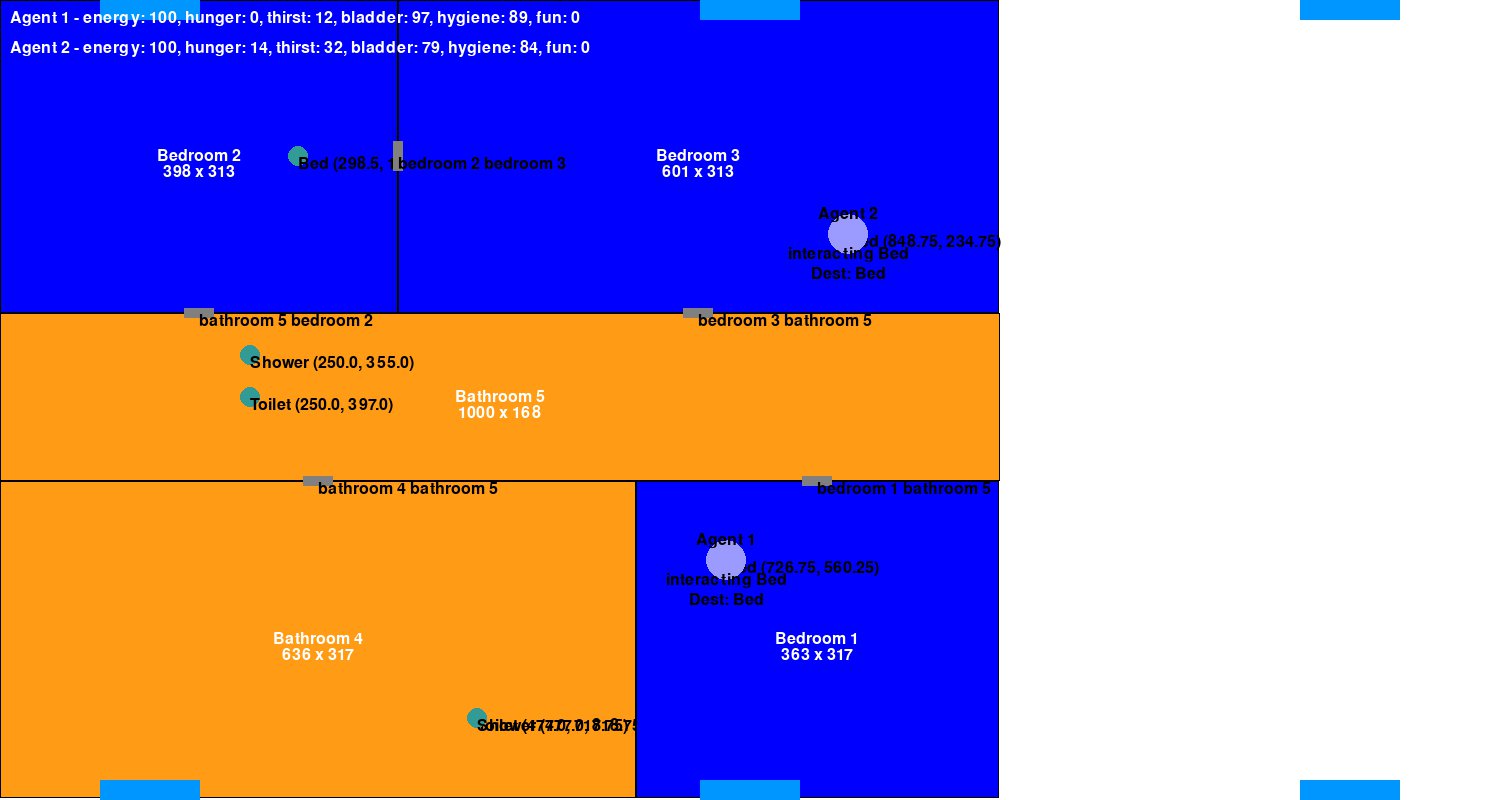 Agent 1 - energy: 100, hunger: 0, thirst: 12, bladder: 97, hygiene: 89, fun: 0
Agent 2 - energy: 100, hunger: 14, thirst: 32, bladder: 79, hygiene: 84, fun: 0
Bedroom 2
398 x 313
Bed (298.5,
bedroom 2 bedroom 3
Bedroom 3
601 x 313
Agent 2
(848.75, 234.75)
interacting Bed
Dest: Bed
bathroom 5 bedroom 2
bedroom 3 bathroom 5
Shower (250.0, 355.0)
Toilet (250.0, 397.0)
Bathroom 5
1000 x 168
bathroom 4 bathroom 5
bedroom 1 bathroom 5
Agent 1
(726.75, 560.25)
interacting Bed
Dest: Bed
Bathroom 4
636 x 317
Bedroom 1
363 x 317